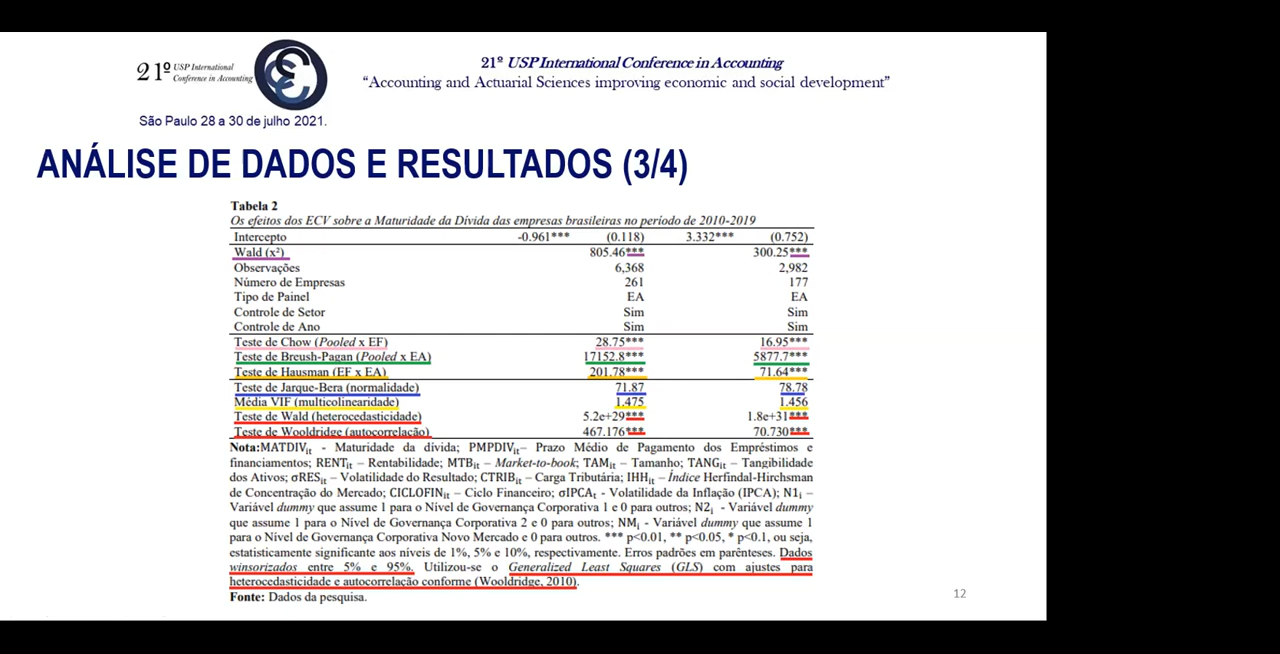 21º USP International
Conference in Accounting
21º USP International Conference in Accounting
“Accounting and Actuarial Sciences improving economic and social development”
São Paulo 28 a 30 de julho 2021.
ANÁLISE DE DADOS E RESULTADOS (3/4)
Tabela 2
Os efeitos dos ECV sobre a Maturidade da Dívida das empresas brasileiras no período de 2010-2019
Intercepto -0.961*** (0.118) 3.332*** (0.752)
Wald (x²) 805.46*** 300.25***
Observações 6,368 2,982
Número de Empresas 261 177
Tipo de Painel EA EA
Controle de Setor Sim Sim
Controle de Ano Sim Sim
Teste de Chow (Pooled x EF) 28.75*** 16.95***
Teste de Breush-Pagan (Pooled x EA) 17152.8*** 5877.7***
Teste de Hausman (EF x EA) 201.78*** 71.64***
Teste de Jarque-Bera (normalidade) 71.87 78.78
Média VIF (multicolinearidade) 1.475 1.456
Teste de Wald (heterocedasticidade) 5.2e+29*** 1.8e+31***
Teste de Wooldridge (autocorrelação) 467.176*** 70.730***
Nota:MATDIVit - Maturidade da divida; PMPDIVit– Prazo Médio de Pagamento dos Empréstimos e
financiamentos; RENTit – Rentabilidade; MTBit – Market-to-book; TAMit – Tamanho; TANGit – Tangibilidade
dos Ativos; σRESit – Volatilidade do Resultado; CTRIBit – Carga Tributária; IHHit – Índice Herfindal-Hirchsman
de Concentração do Mercado; CICLOFINit – Ciclo Financeiro; σIPCAt - Volatilidade da Inflação (IPCA); N1i –
Variável dummy que assume 1 para o Nível de Governança Corporativa 1 e 0 para outros; N2i - Variável dummy
que assume 1 para o Nível de Governança Corporativa 2 e 0 para outros; NMi - Variável dummy que assume 1
para o Nível de Governança Corporativa Novo Mercado e 0 para outros. *** p<0.01, ** p<0.05, * p<0.1, ou seja,
estatisticamente significante aos níveis de 1%, 5% e 10%, respectivamente. Erros padrões em parênteses. Dados
winsorizados entre 5% e 95%. Utilizou-se o Generalized Least Squares (GLS) com ajustes para
heterocedasticidade e autocorrelação conforme (Wooldridge, 2010).
Fonte: Dados da pesquisa.
12